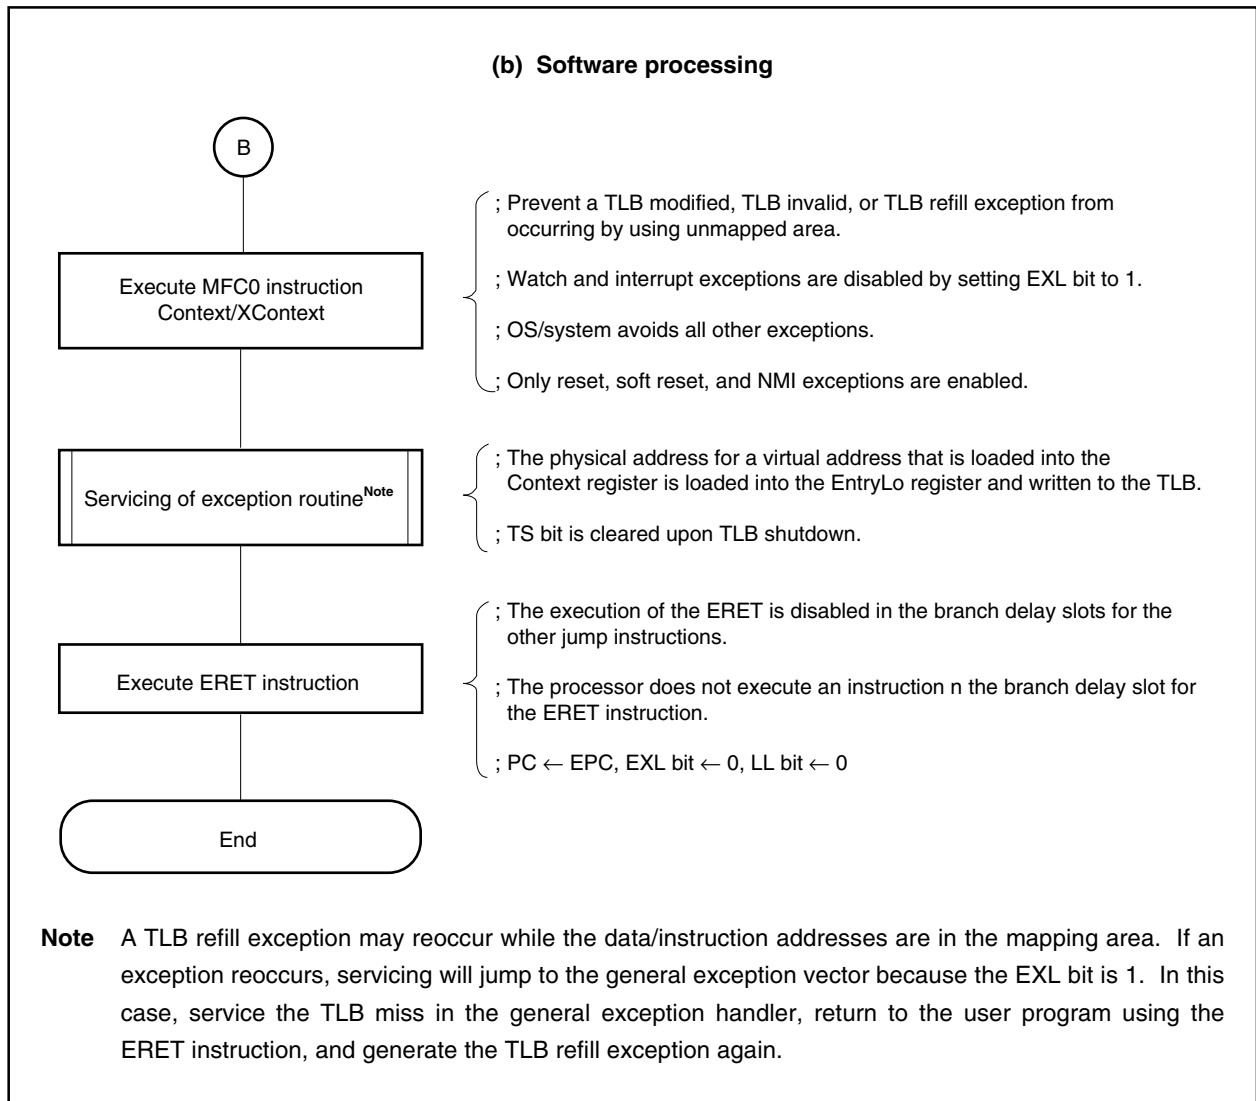 (b) Software processing
B
Execute MFC0 instruction
Context/XContext
; Prevent a TLB modified, TLB invalid, or TLB refill exception from
occurring by using unmapped area.
; Watch and interrupt exceptions are disabled by setting EXL bit to 1.
; OS/system avoids all other exceptions.
; Only reset, soft reset, and NMI exceptions are enabled.
Servicing of exception routineNote
; The physical address for a virtual address that is loaded into the
Context register is loaded into the EntryLo register and written to the TLB.
; TS bit is cleared upon TLB shutdown.
Execute ERET instruction
; The execution of the ERET is disabled in the branch delay slots for the
other jump instructions.
; The processor does not execute an instruction n the branch delay slot for
the ERET instruction.
; PC ← EPC, EXL bit ← 0, LL bit ← 0
End
Note A TLB refill exception may reoccur while the data/instruction addresses are in the mapping area. If an
exception reoccurs, servicing will jump to the general exception vector because the EXL bit is 1. In this
case, service the TLB miss in the general exception handler, return to the user program using the
ERET instruction, and generate the TLB refill exception again.